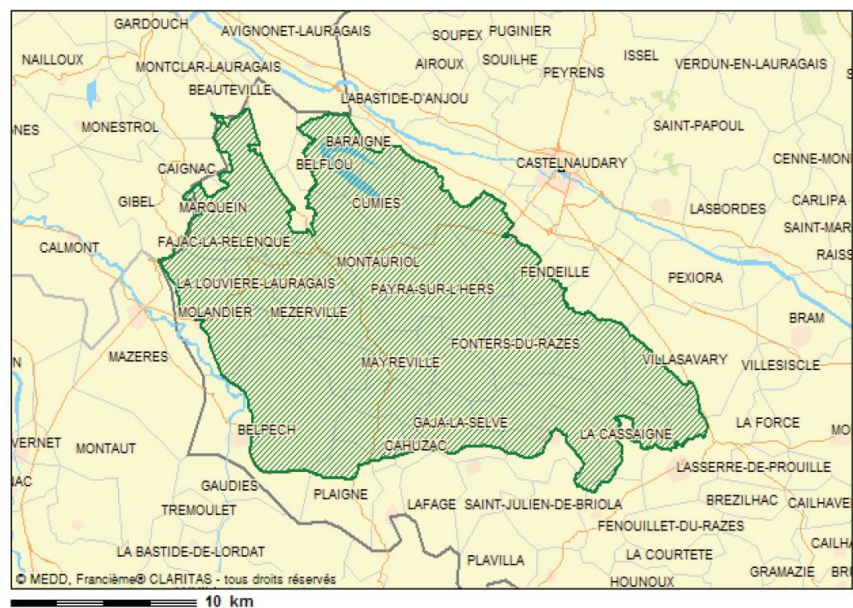 GARDOUCH
AVIGNONET-LAURAGAIS
SOUPEX
PUGINIER
NAILLOUX
MONTCLAR-LAURAGAIS
AIROUX
SOUILHE
ISSEL
VERDUN-EN-LAURAGAIS
PEYRENS
BEAUTEVILLE
LABASTIDE-D'ANJOU
NES
MONESTROL
SAINT-PAPOUL
BARAIGNE
CAIGNAC
BELFLOU
CASTELNAUDARY
CENNE-MON
GIBEL
MARQUEIN
CUMIES
LASBORDES
CARLIPA
SAINT-MAR
CALMONT
FAJAC-LA-RELENQUE
RAISS
MONTAURIOL
FENDEILLE
PEXIORA
LA LOUVIERE-LAURAGAIS
PAYRA-SUR-L'HERS
MOLANDIER
MEZERVILLE
BRAM
FONTERS-DU-RAZES
MAZERES
MAYREVILLE
VILLASAVARY
VILLESISCLE
N
GAJA-LA-SELVE
LA FORCE
BELPECH
LA CASSAIGNE
MO
VERNET
MONTAUT
CAHUZAC
LASSERRE-DE-PROUILLE
NAC
GAUDIES
PLAIGNE
LAFAGE
SAINT-JULIEN-DE-BRIOLA
BREZILHAC
CAILHAVE
TREMOULET
FENOUILLET-DU-RAZES
CAILHA
LA BASTIDE-DE-LORDAT
LA COURTETE
PLAVILLA
GRAMAZIE
BRI
HOUNOUX
© MEDD, Francième® CLARITAS - tous droits réservés
10 km